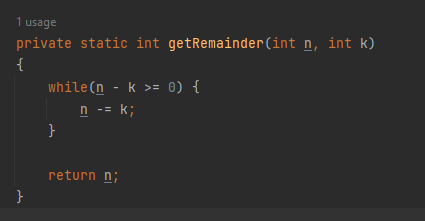 1 usage
private static int getRemainder(int n, int k)
{
    while(n - k >= 0) {
        n -= k;
    }
    return n;
}